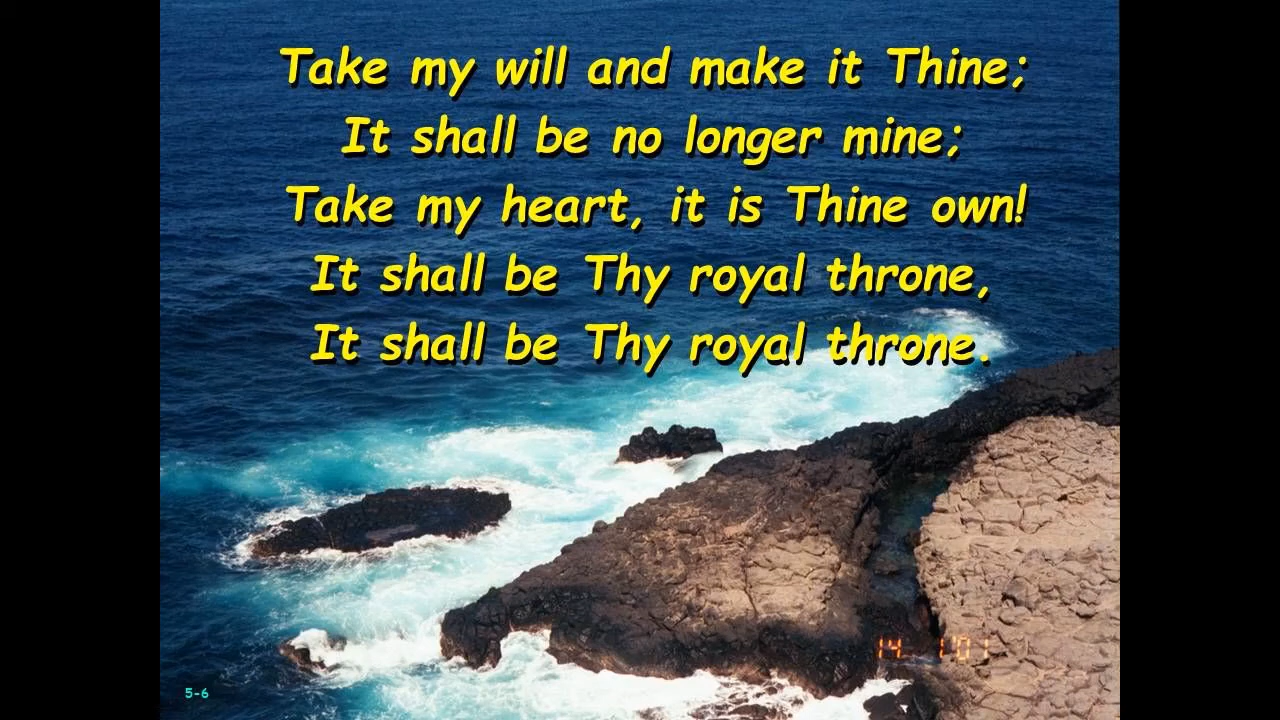 Take my will and make it Thine;
It shall be no longer mine;
Take my heart, it is Thine own!
It shall be Thy royal throne,
It shall be Thy royal throne.
5-6